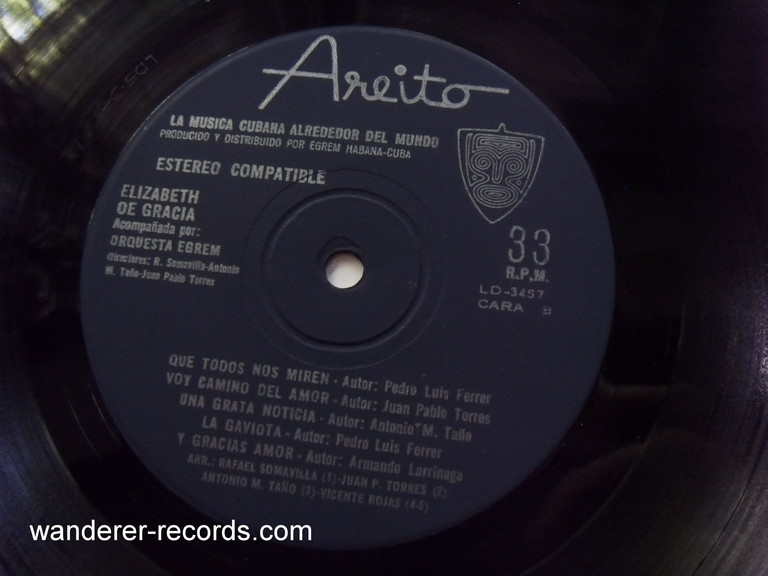 Areito
LA MUSICA CUBANA ALREDEDOR DEL MUNDO
PRODUCIDO Y DISTRIBUIDO POR EGREM HABANA-CUBA
ESTEREO COMPATIBLE
ELIZABETH
DE GRACIA
Acompañada por:
ORQUESTA EGREM
Directores: R. Somavilla-Antonio
M. Taño-Juan Pablo Torres
33
R.P.M.
LD-3457
CARA B
QUE TODOS NOS MIREN - Autor: Pedro Luis Ferrer
VOY CAMINO DEL AMOR - Autor: Juan Pablo Torres
UNA GRATA NOTICIA - Autor: Antonio M. Taño
LA GAVIOTA - Autor: Pedro Luis Ferrer
Y GRACIAS AMOR - Autor: Armando Larrinaga
ARR.: RAFAEL SOMAVILLA (1)-JUAN P. TORRES (2)
ANTONIO M. TAÑO (3)-VICENTE ROJAS (4-5)
wanderer-records.com